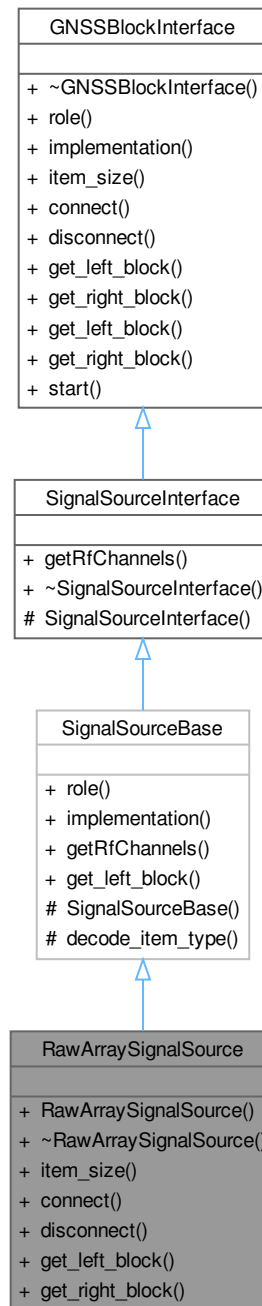 GNSSBlockInterface
+ ~GNSSBlockInterface()
+ role()
+ implementation()
+ item_size()
+ connect()
+ disconnect()
+ get_left_block()
+ get_right_block()
+ get_left_block()
+ get_right_block()
+ start()
SignalSourceInterface
+ getRfChannels()
+ ~SignalSourceInterface()
# SignalSourceInterface()
SignalSourceBase
+ role()
+ implementation()
+ getRfChannels()
+ get_left_block()
# SignalSourceBase()
# decode_item_type()
RawArraySignalSource
+ RawArraySignalSource()
+ ~RawArraySignalSource()
+ item_size()
+ connect()
+ disconnect()
+ get_left_block()
+ get_right_block()